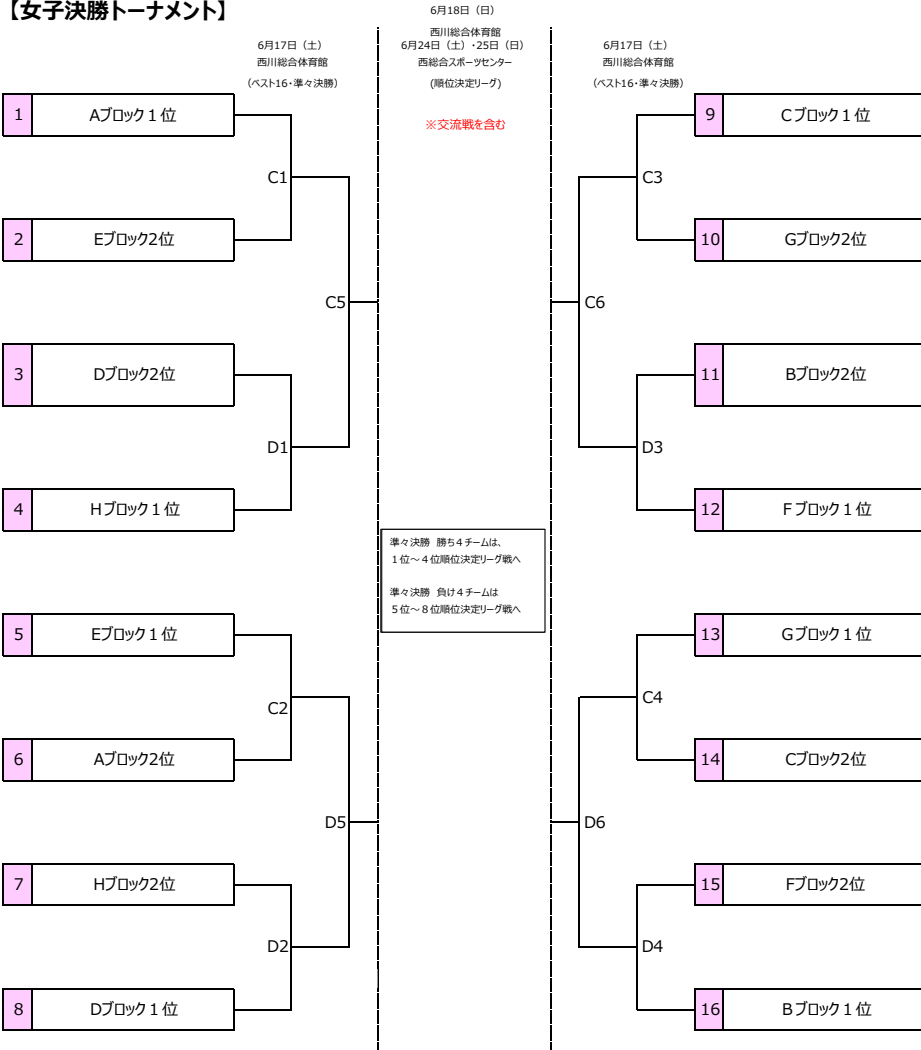 【女子決勝トーナメント】
6月18日（日）
西川総合体育館
6月24日（土）・25日（日）
西総合スポーツセンター
(順位決定リーグ)
※交流戦を含む
6月17日（土）
西川総合体育館
（ベスト16・準々決勝）
6月17日（土）
西川総合体育館
（ベスト16・準々決勝）
1 Aブロック１位
C1
2 Eブロック2位
C5
3 Dブロック2位
D1
4 Hブロック１位
5 Eブロック１位
C2
6 Aブロック2位
D5
7 Hブロック2位
D2
8 Dブロック１位
準々決勝 勝ち４チームは、
１位～４位順位決定リーグ戦へ
準々決勝 負け４チームは
５位～８位順位決定リーグ戦へ
9 Cブロック１位
C3
10 Gブロック2位
C6
11 Bブロック2位
D3
12 Fブロック１位
13 Gブロック１位
C4
14 Cブロック2位
D6
15 Fブロック2位
D4
16 Bブロック１位